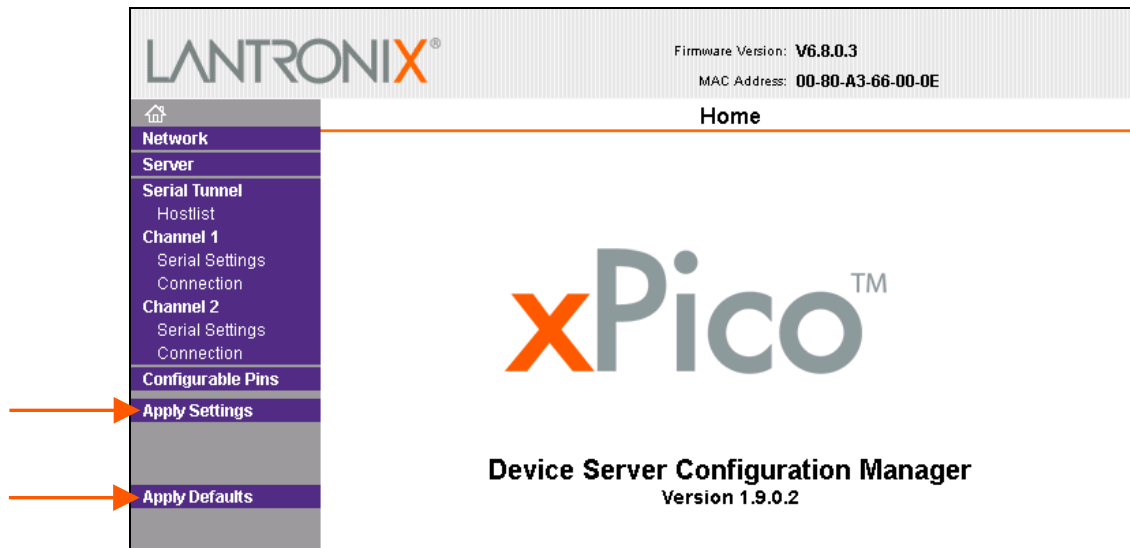 LANTRONIX®
Firmware Version: V6.8.0.3
MAC Address: 00-80-A3-66-00-0E
Home
Network
Server
Serial Tunnel
Hostlist
Channel 1
Serial Settings
Connection
Channel 2
Serial Settings
Connection
Configurable Pins
Apply Settings
Apply Defaults
xPico™
Device Server Configuration Manager
Version 1.9.0.2